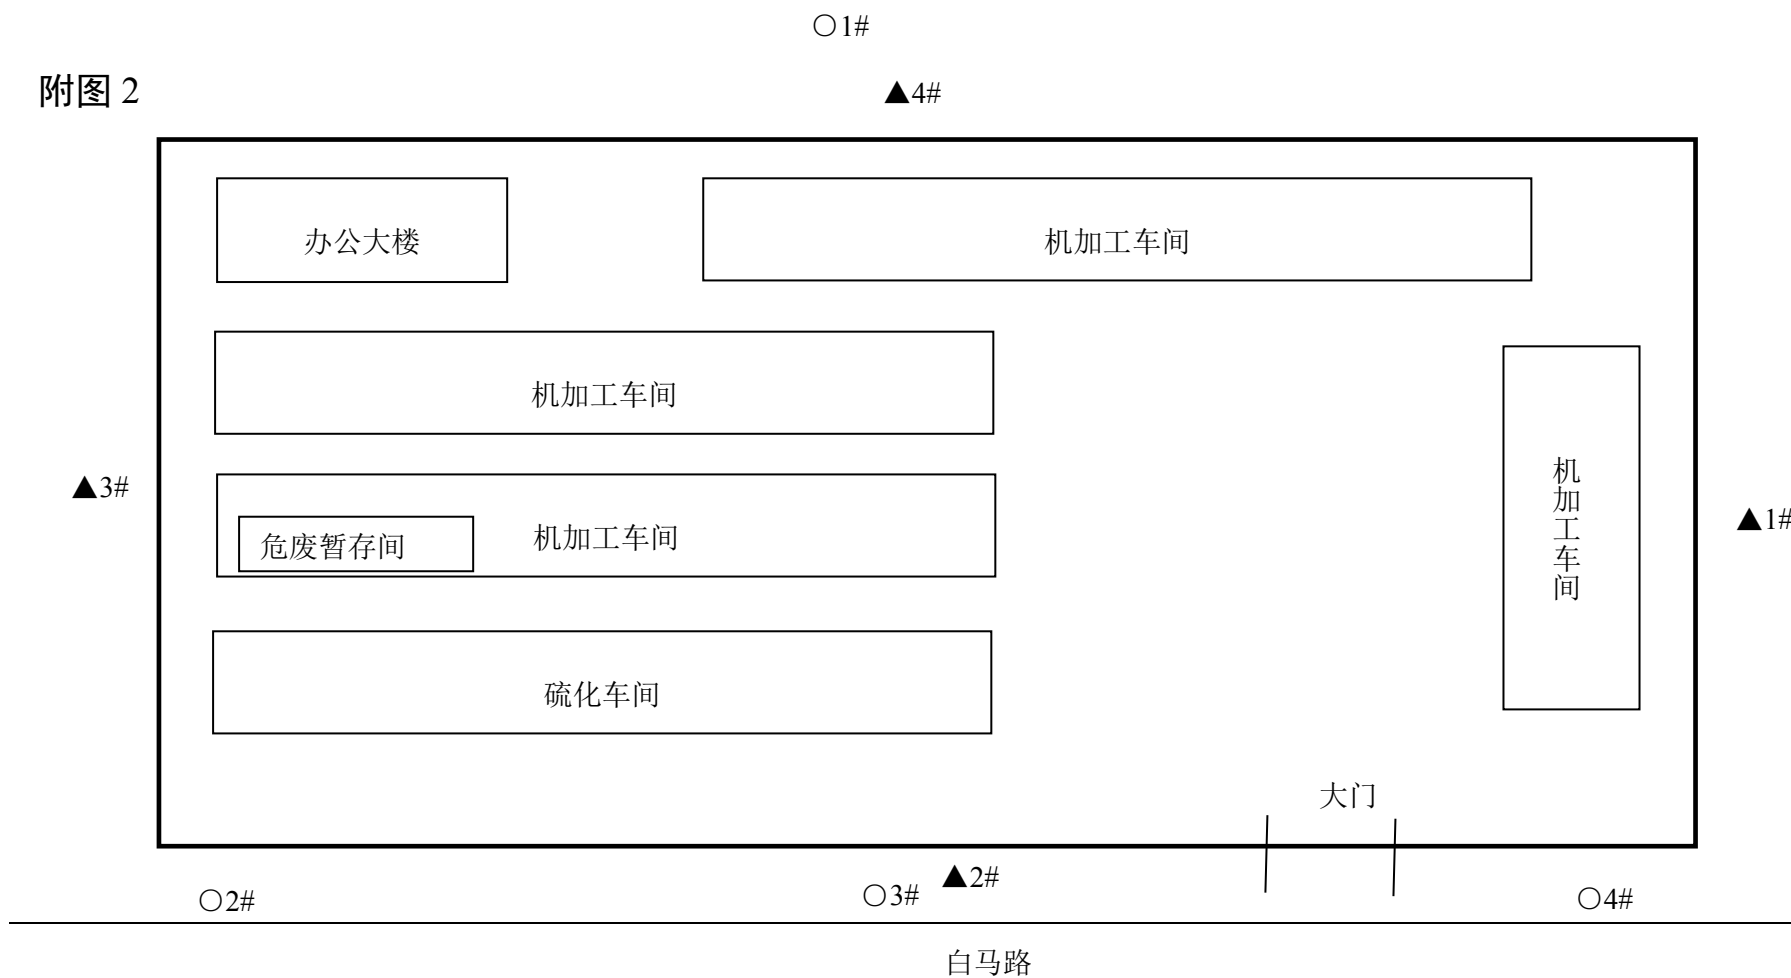 ○1#
附图 2
▲4#
办公大楼
机加工车间
机加工车间
机加工车间
▲3#
▲1#
危废暂存间
机加工车间
硫化车间
大门
▲2#
○2#
○3#
○4#
白马路